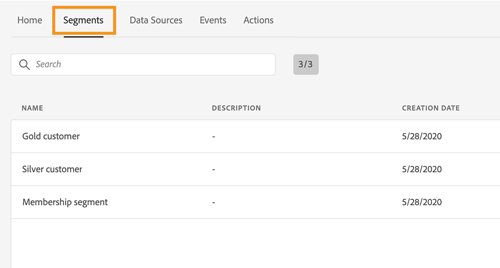 Home Segments Data Sources Events Actions
Search 3/3
NAME DESCRIPTION CREATION DATE
Gold customer - 5/28/2020
Silver customer - 5/28/2020
Membership segment - 5/28/2020